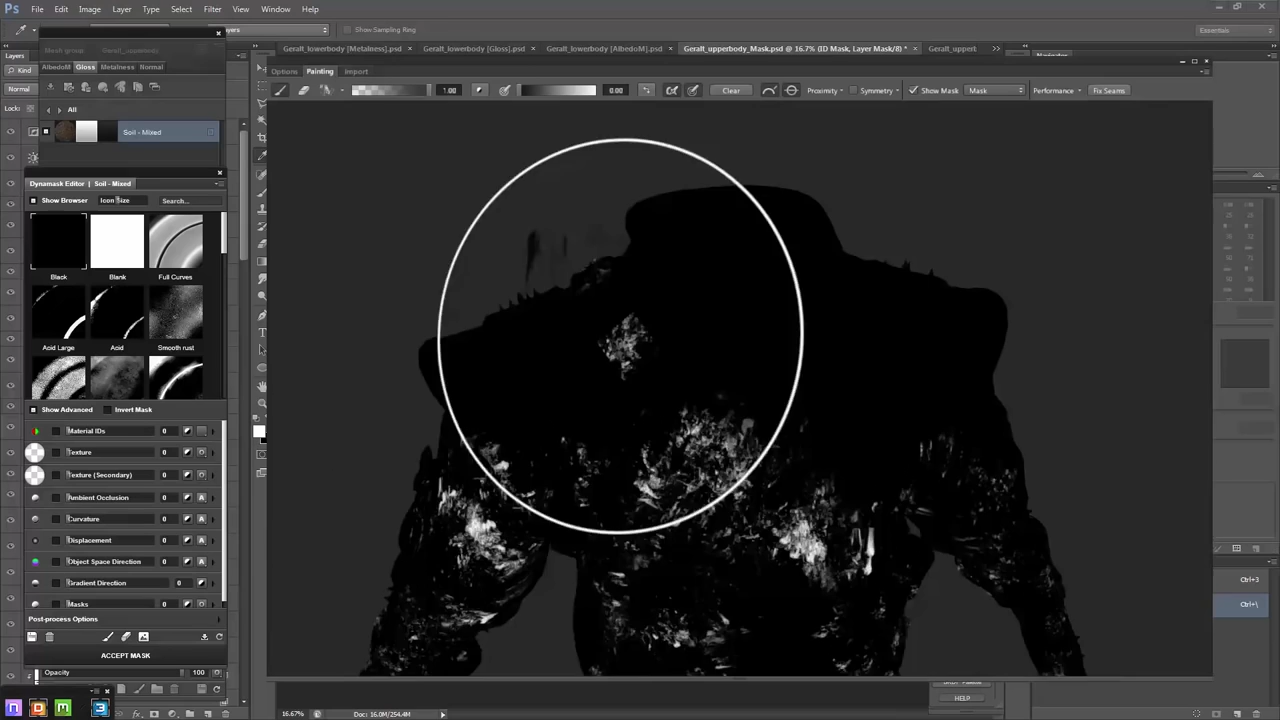 Ps File Edit Image Layer Type Select Filter View Window Help
Show Sampling Ring
Essentials
Mesh group Geralt_upperbody
Geralt_lowerbody [Metalness].psd × Geralt_lowerbody [Gloss].psd × Geralt_lowerbody [AlbedoM].psd × Geralt_upperbody_Mask.psd @ 16.7% (ID Mask, Layer Mask/8) * ×
Layers
AlbedoM Gloss Metalness Normal
Options Painting Import
Kind
Normal
1.00 0.00 Clear Proximity Symmetry Show Mask Mask Performance Fix Seams
All
Soil - Mixed
Dynamask Editor | Soil - Mixed
Show Browser Icon Size Search...
Black Blank Full Curves
Acid Large Acid Smooth rust
Show Advanced Invert Mask
Material IDs 0
Texture 0
Texture (Secondary) 0
Ambient Occlusion 0 A
Curvature 0 A
Displacement 0 A
Object Space Direction 0
Gradient Direction 0
Masks 0
Post-process Options
ACCEPT MASK
Opacity 100
Ctrl+3
Ctrl+\
HELP
16.67% Doc: 16.0M/254.4M